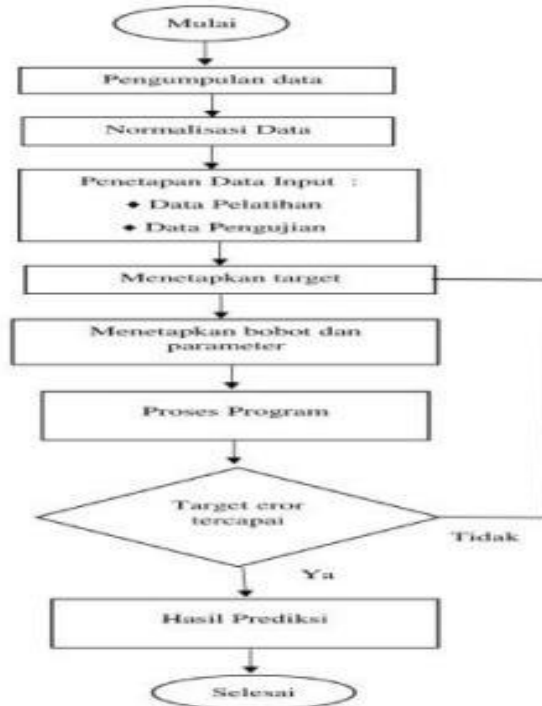 Mulai
Pengumpulan data
Normalisasi Data
Penetapan Data Input :
◆ Data Pelatihan
◆ Data Pengujian
Menetapkan target
Menetapkan bobot dan
parameter
Proses Program
Target eror
tercapai
Tidak
Ya
Hasil Prediksi
Selesai